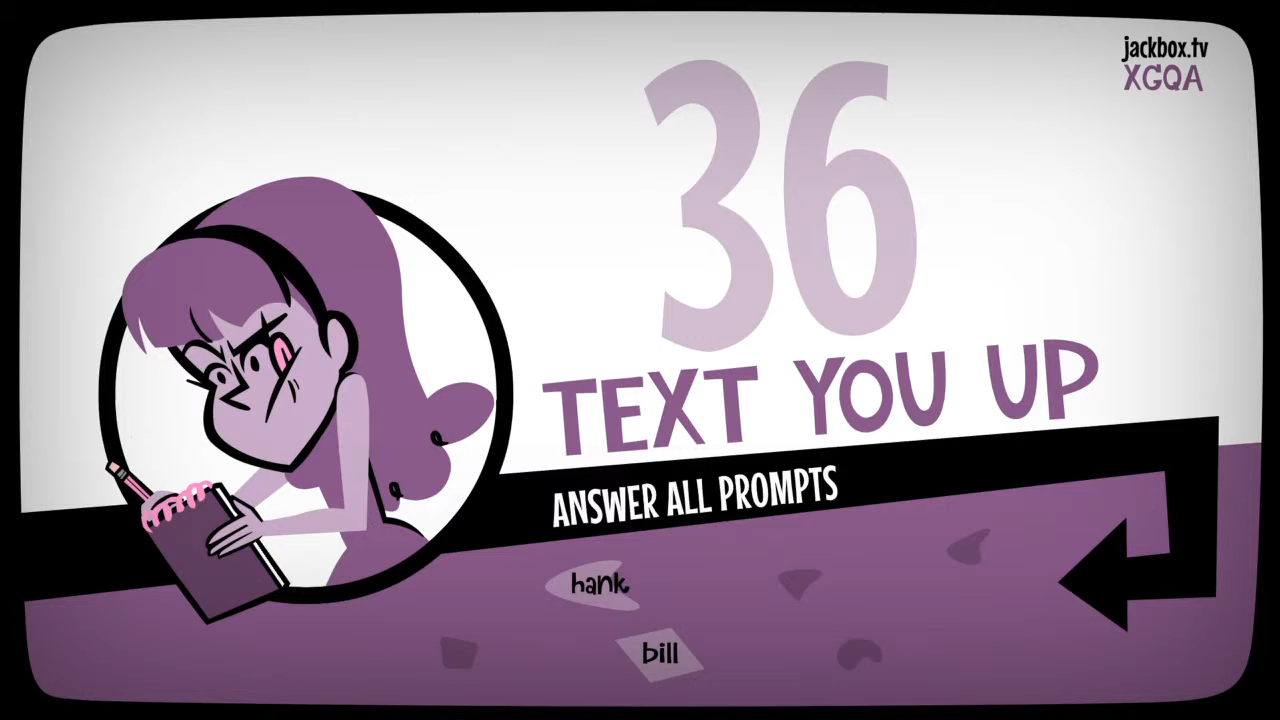 jackbox.tv
XGQA
36
TEXT YOU UP
ANSWER ALL PROMPTS
hank
bill